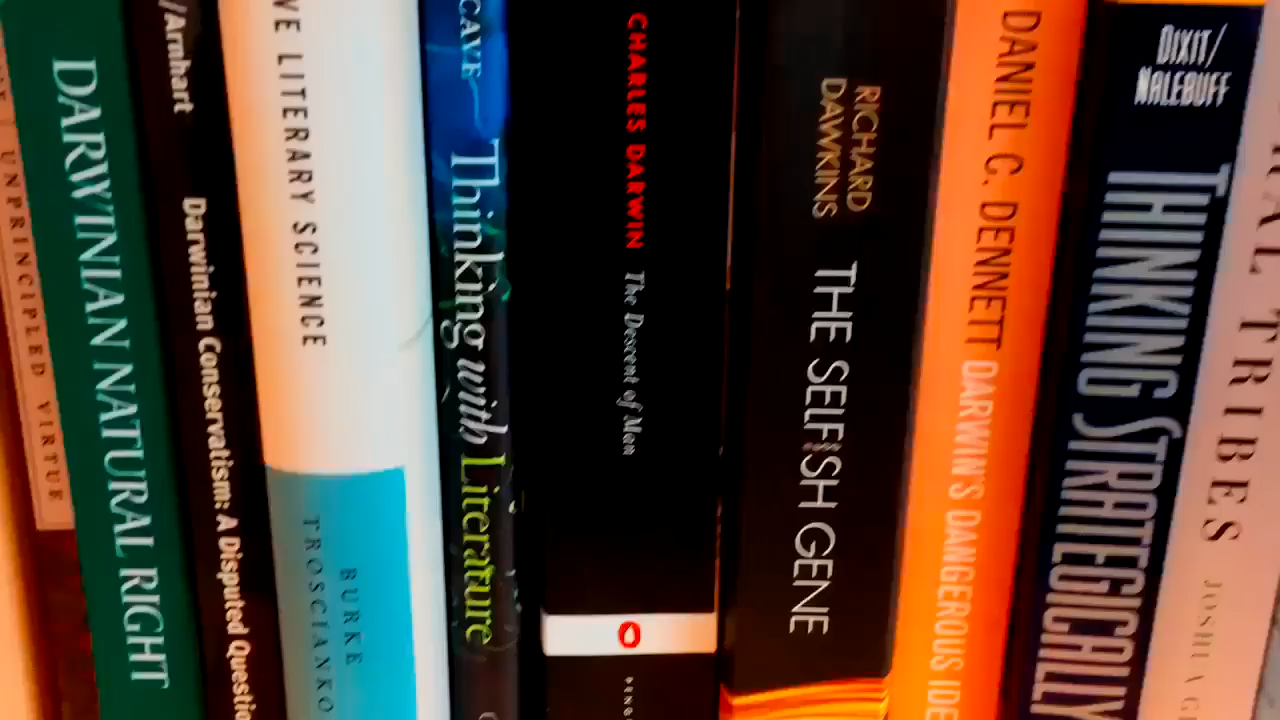 UNPRINCIPLED VIRTUE
DARWINIAN NATURAL RIGHT
/Arnhart
Darwinian Conservatism: A Disputed Questio
VE LITERARY SCIENCE
BURKE
TROSCIANKO
CAVE
Thinking with Literature
CHARLES DARWIN The Descent of Man
PENGU
RICHARD
DAWKINS
THE SELFISH GENE
DANIEL C. DENNETT DARWIN'S DANGEROUS IDE
DIXIT/
NALEBUFF
THINKING STRATEGICALLY
RAL TRIBES
JOSHUA G